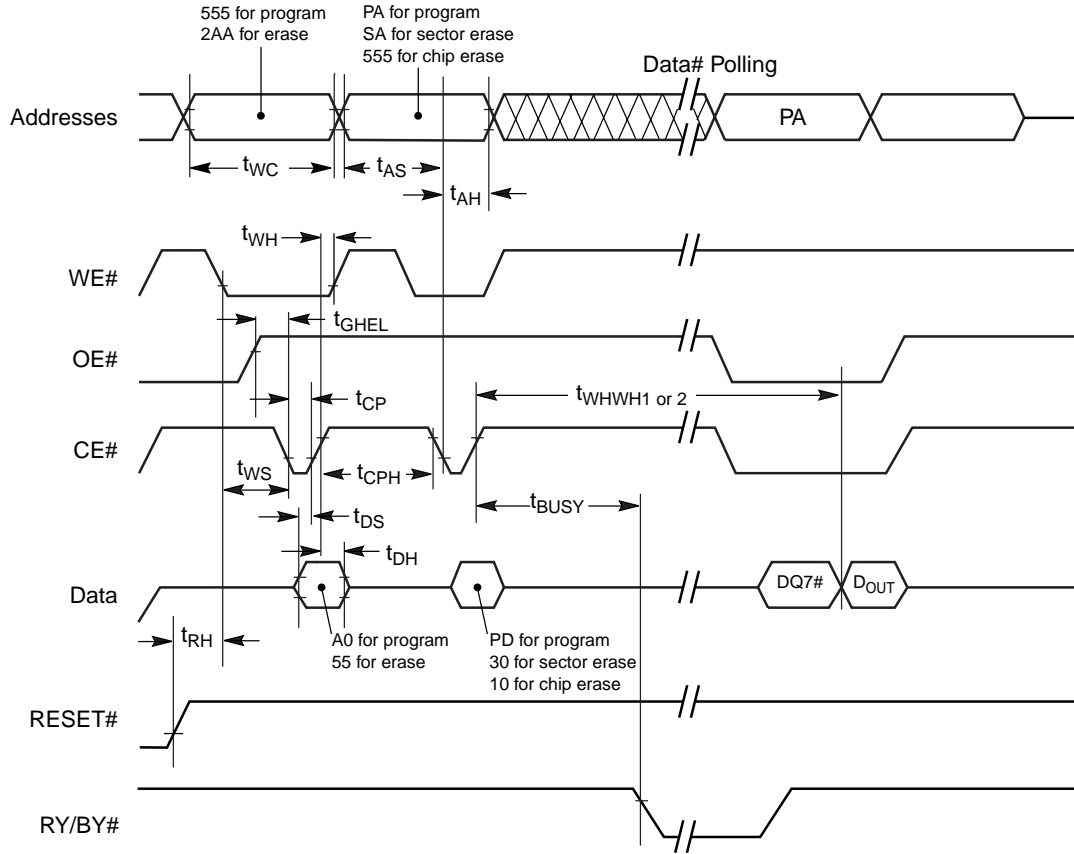 555 for program
2AA for erase
PA for program
SA for sector erase
555 for chip erase
Data# Polling
Addresses
PA
tWC
tAS
tAH
tWH
WE#
tGHEL
OE#
tWHWH1 or 2
tCP
CE#
tWS
tCPH
tBUSY
tDS
tDH
Data
DQ7#
DOUT
tRH
A0 for program
55 for erase
PD for program
30 for sector erase
10 for chip erase
RESET#
RY/BY#